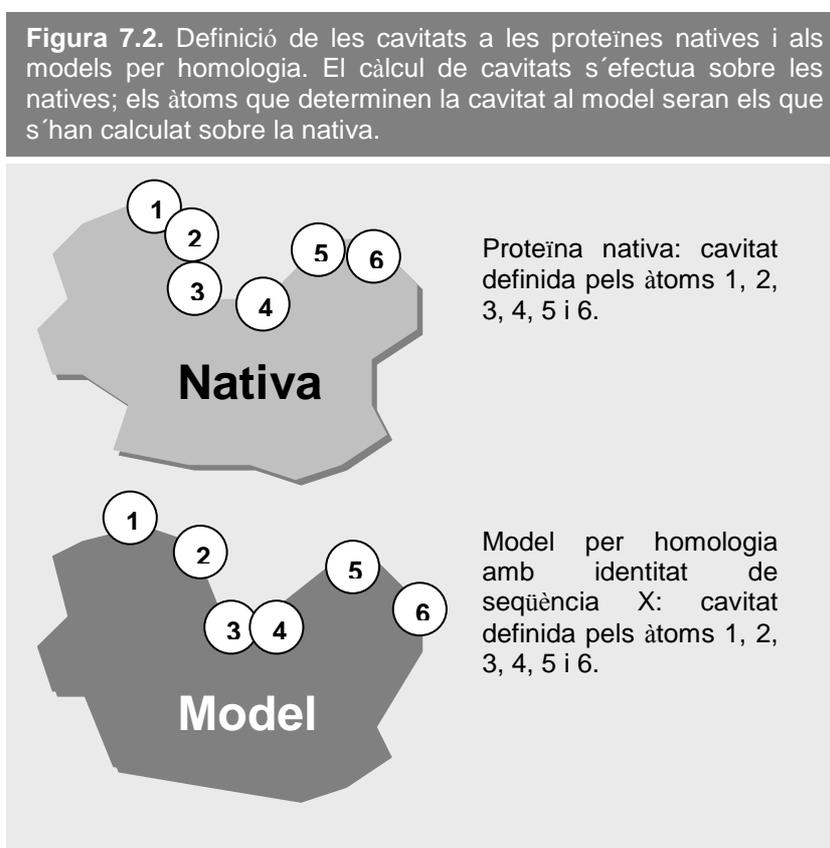 Figura 7.2. Definició de les cavitats a les proteïnes natives i als
models per homologia. El càlcul de cavitats s´efectua sobre les
natives; els àtoms que determinen la cavitat al model seran els que
s´han calculat sobre la nativa.
1
2
3
4
5
6
Nativa
Proteïna nativa: cavitat
definida pels àtoms 1, 2,
3, 4, 5 i 6.
1
2
3
4
5
6
Model
Model per homologia
amb identitat de
seqüència X: cavitat
definida pels àtoms 1, 2,
3, 4, 5 i 6.